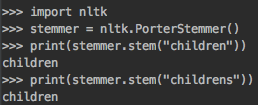 >>> import nltk
>>> stemmer = nltk.PorterStemmer()
>>> print(stemmer.stem("children"))
children
>>> print(stemmer.stem("childrens"))
children